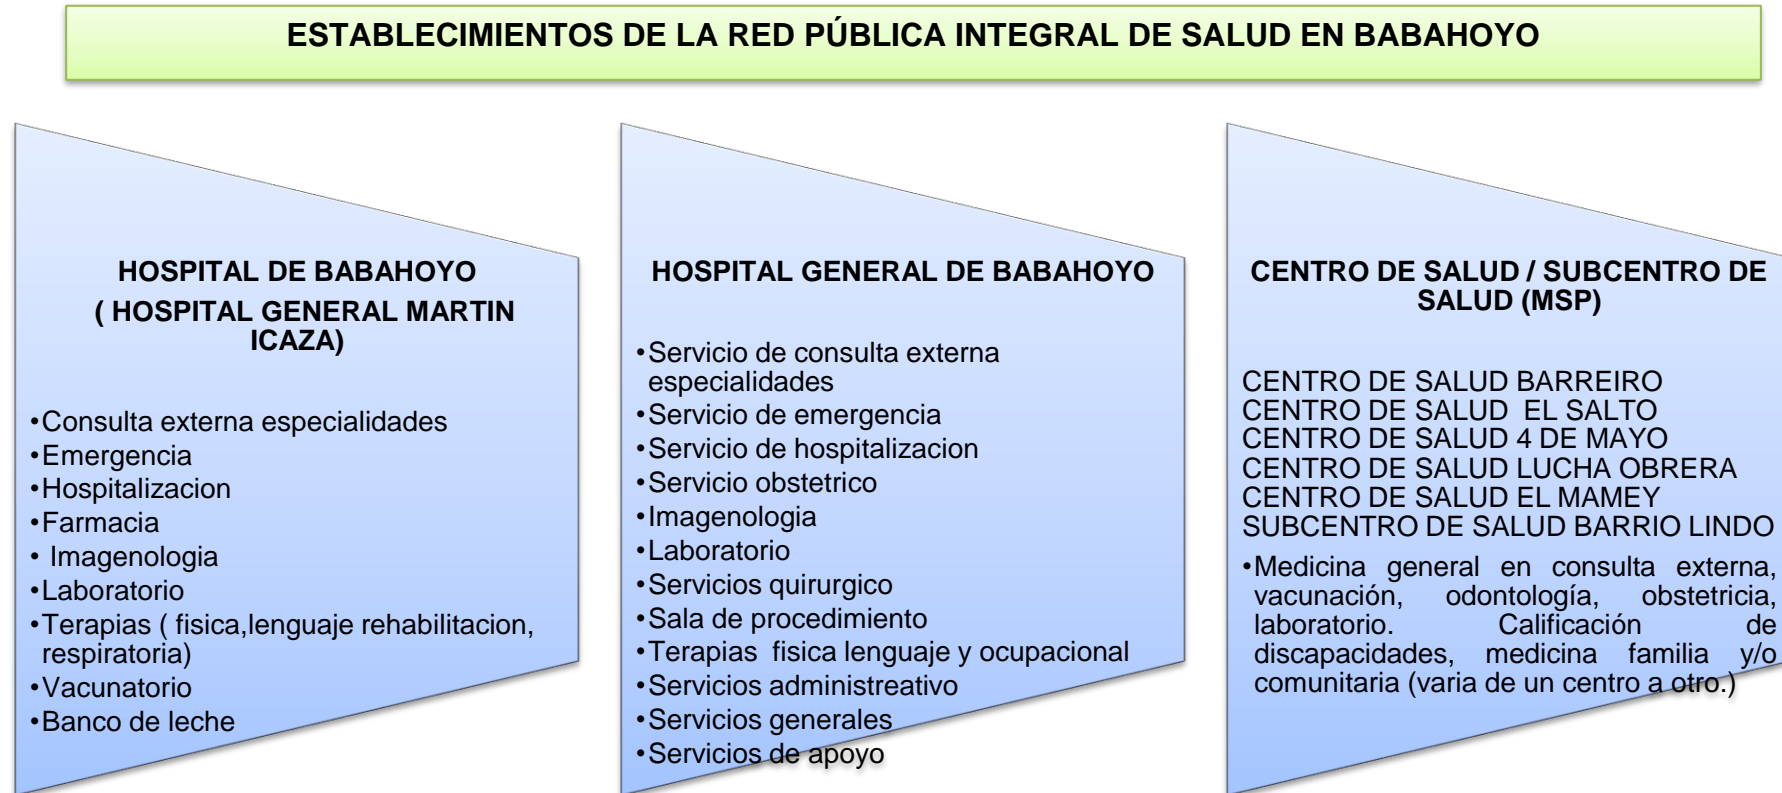 ESTABLECIMIENTOS DE LA RED PÚBLICA INTEGRAL DE SALUD EN BABAHOYO
HOSPITAL DE BABAHOYO
( HOSPITAL GENERAL MARTIN
ICAZA)
•Consulta externa especialidades
•Emergencia
•Hospitalizacion
•Farmacia
• Imagenologia
•Laboratorio
•Terapias ( fisica,lenguaje rehabilitacion,
respiratoria)
•Vacunatorio
•Banco de leche
HOSPITAL GENERAL DE BABAHOYO
•Servicio de consulta externa
especialidades
•Servicio de emergencia
•Servicio de hospitalizacion
•Servicio obstetrico
•Imagenologia
•Laboratorio
•Servicios quirurgico
•Sala de procedimiento
•Terapias fisica lenguaje y ocupacional
•Servicios administreativo
•Servicios generales
•Servicios de apoyo
CENTRO DE SALUD / SUBCENTRO DE
SALUD (MSP)
CENTRO DE SALUD BARREIRO
CENTRO DE SALUD EL SALTO
CENTRO DE SALUD 4 DE MAYO
CENTRO DE SALUD LUCHA OBRERA
CENTRO DE SALUD EL MAMEY
SUBCENTRO DE SALUD BARRIO LINDO
•Medicina general en consulta externa,
vacunación, odontología, obstetricia,
laboratorio. Calificación de
discapacidades, medicina familia y/o
comunitaria (varia de un centro a otro.)